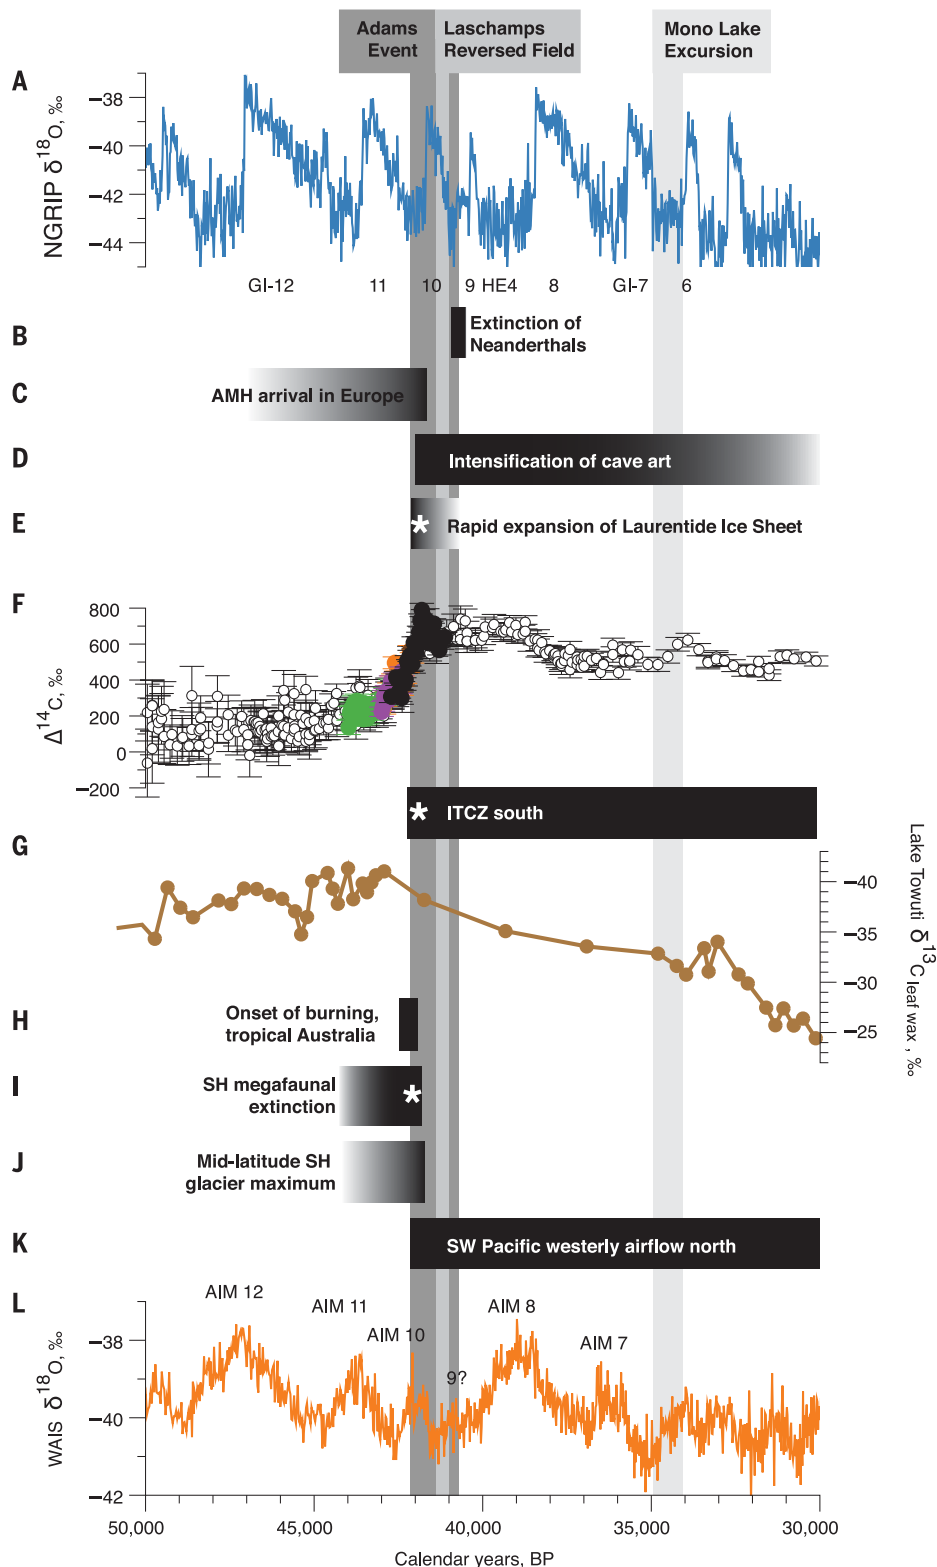 Adams
Event
Laschamps
Reversed Field
Mono Lake
Excursion
A
NGRIP δ¹⁸O, ‰
−38
−40
−42
−44
GI-12
11
10
9
HE4
8
GI-7
6
B
Extinction of
Neanderthals
C
AMH arrival in Europe
D
Intensification of cave art
E
*
Rapid expansion of Laurentide Ice Sheet
F
Δ¹⁴C, ‰
800
600
400
200
0
−200
*
ITCZ south
G
Lake Towuti δ¹³C leaf wax, ‰
−40
−35
−30
−25
H
Onset of burning,
tropical Australia
I
SH megafaunal
extinction
*
J
Mid-latitude SH
glacier maximum
K
SW Pacific westerly airflow north
L
WAIS δ¹⁸O, ‰
−38
−40
−42
AIM 12
AIM 11
AIM 10
9?
AIM 8
AIM 7
50,000
45,000
40,000
35,000
30,000
Calendar years, BP